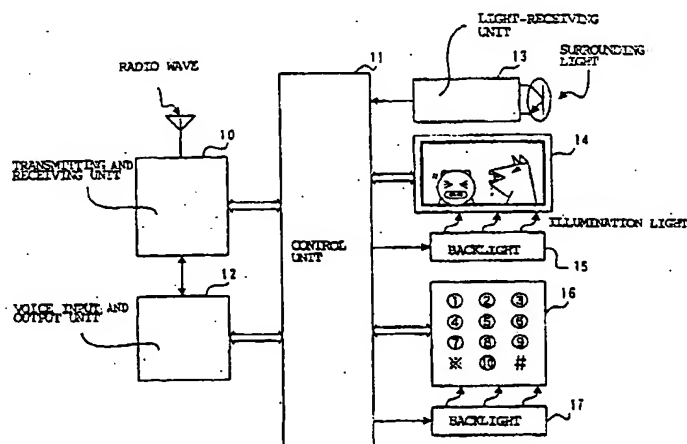 LIGHT-RECEIVING
UNIT
11
13
SURROUNDING
LIGHT
RADIO WAVE
10
14
TRANSMITTING AND
RECEIVING UNIT
ILLUMINATION LIGHT
CONTROL
UNIT
BACKLIGHT
15
12
16
VOICE INPUT AND
OUTPUT UNIT
① ② ③
④ ⑤ ⑥
⑦ ⑧ ⑨
※ ⑩ #
BACKLIGHT
17